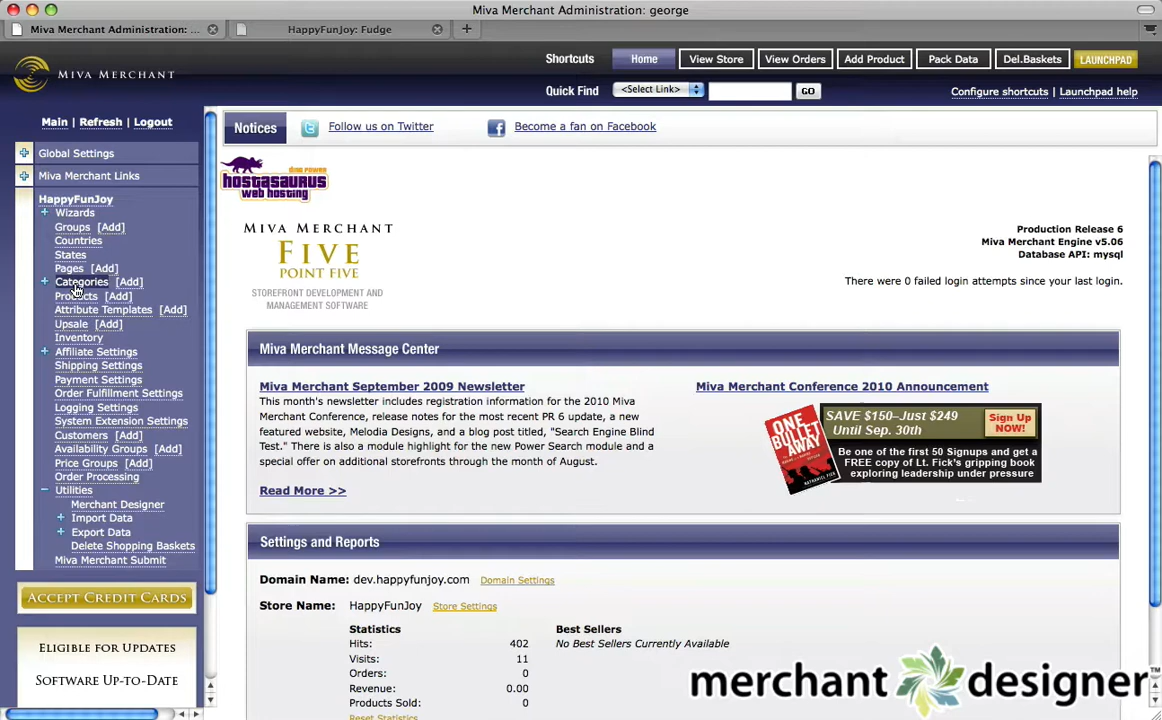 Miva Merchant Administration: george
Miva Merchant Administration: ...
HappyFunJoy: Fudge
MIVA MERCHANT
Shortcuts
Home
View Store
View Orders
Add Product
Pack Data
Del.Baskets
LAUNCHPAD
Quick Find
<Select Link>
GO
Configure shortcuts | Launchpad help
Main | Refresh | Logout
Global Settings
Miva Merchant Links
HappyFunJoy
Wizards
Groups [Add]
Countries
States
Pages [Add]
Categories [Add]
Products [Add]
Attribute Templates [Add]
Upsale [Add]
Inventory
Affiliate Settings
Shipping Settings
Payment Settings
Order Fulfillment Settings
Logging Settings
System Extension Settings
Customers [Add]
Availability Groups [Add]
Price Groups [Add]
Order Processing
Utilities
Merchant Designer
Import Data
Export Data
Delete Shopping Baskets
Miva Merchant Submit
ACCEPT CREDIT CARDS
ELIGIBLE FOR UPDATES
SOFTWARE UP-TO-DATE
Notices
Follow us on Twitter
Become a fan on Facebook
dino power
hostasaurus
web hosting
MIVA MERCHANT
FIVE
POINT FIVE
STOREFRONT DEVELOPMENT AND
MANAGEMENT SOFTWARE
Production Release 6
Miva Merchant Engine v5.06
Database API: mysql
There were 0 failed login attempts since your last login.
Miva Merchant Message Center
Miva Merchant September 2009 Newsletter
This month's newsletter includes registration information for the 2010 Miva
Merchant Conference, release notes for the most recent PR 6 update, a new
featured website, Melodia Designs, and a blog post titled, "Search Engine Blind
Test." There is also a module highlight for the new Power Search module and a
special offer on additional storefronts through the month of August.
Read More >>
Miva Merchant Conference 2010 Announcement
ONE
BULLET
AWAY
SAVE $150–Just $249
Until Sep. 30th
Sign Up
NOW!
Be one of the first 50 Signups and get a
FREE copy of Lt. Fick's gripping book
exploring leadership under pressure
Settings and Reports
Domain Name: dev.happyfunjoy.com Domain Settings
Store Name: HappyFunJoy Store Settings
Statistics
Hits: 402
Visits: 11
Orders: 0
Revenue: 0.00
Products Sold: 0
Reset Statistics
Best Sellers
No Best Sellers Currently Available
merchant designer™